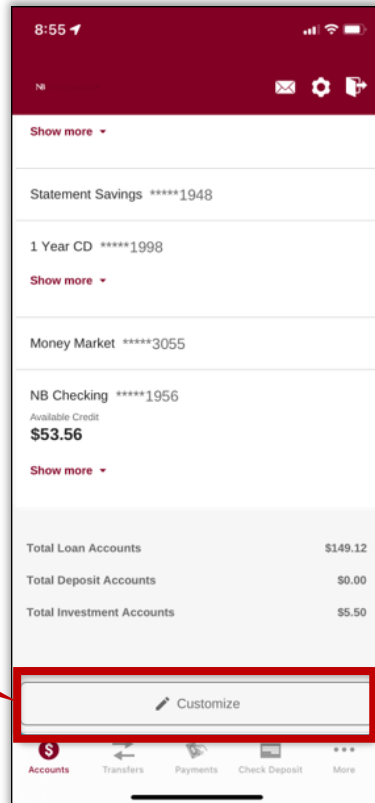 8:55
NB
Show more
Statement Savings *****1948
1 Year CD *****1998
Show more
Money Market *****3055
NB Checking *****1956
Available Credit
$53.56
Show more
Total Loan Accounts $149.12
Total Deposit Accounts $0.00
Total Investment Accounts $5.50
Customize
Accounts Transfers Payments Check Deposit More